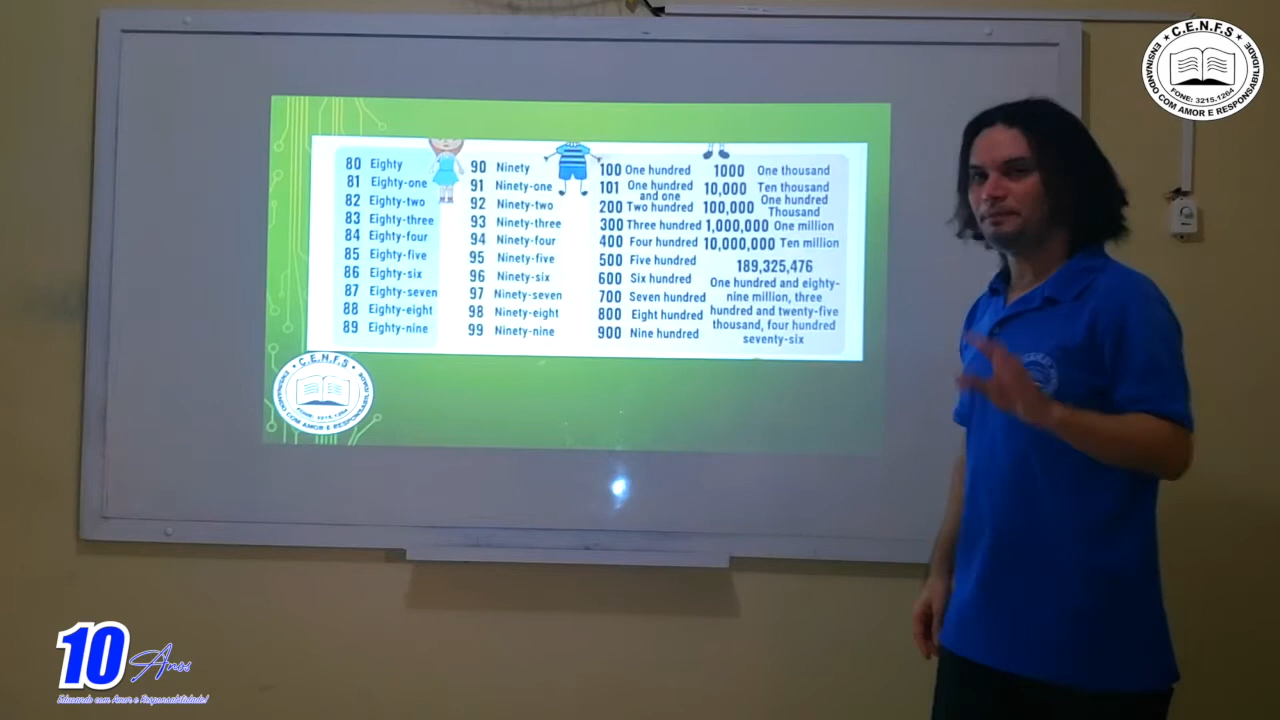 ★ C.E.N.F.S ★
ENSINANDO COM AMOR E RESPONSABILIDADE
FONE: 3215.1264
80 Eighty
81 Eighty-one
82 Eighty-two
83 Eighty-three
84 Eighty-four
85 Eighty-five
86 Eighty-six
87 Eighty-seven
88 Eighty-eight
89 Eighty-nine
90 Ninety
91 Ninety-one
92 Ninety-two
93 Ninety-three
94 Ninety-four
95 Ninety-five
96 Ninety-six
97 Ninety-seven
98 Ninety-eight
99 Ninety-nine
100 One hundred
101 One hundred
and one
200 Two hundred
300 Three hundred
400 Four hundred
500 Five hundred
600 Six hundred
700 Seven hundred
800 Eight hundred
900 Nine hundred
1000 One thousand
10,000 Ten thousand
100,000 One hundred
Thousand
1,000,000 One million
10,000,000 Ten million
189,325,476
One hundred and eighty-
nine million, three
hundred and twenty-five
thousand, four hundred
seventy-six
C.E.N.F.S
ENSINANDO COM AMOR E RESPONSABILIDADE
FONE: 3215.1264
10 Anos
Educando com Amor e Responsabilidade!